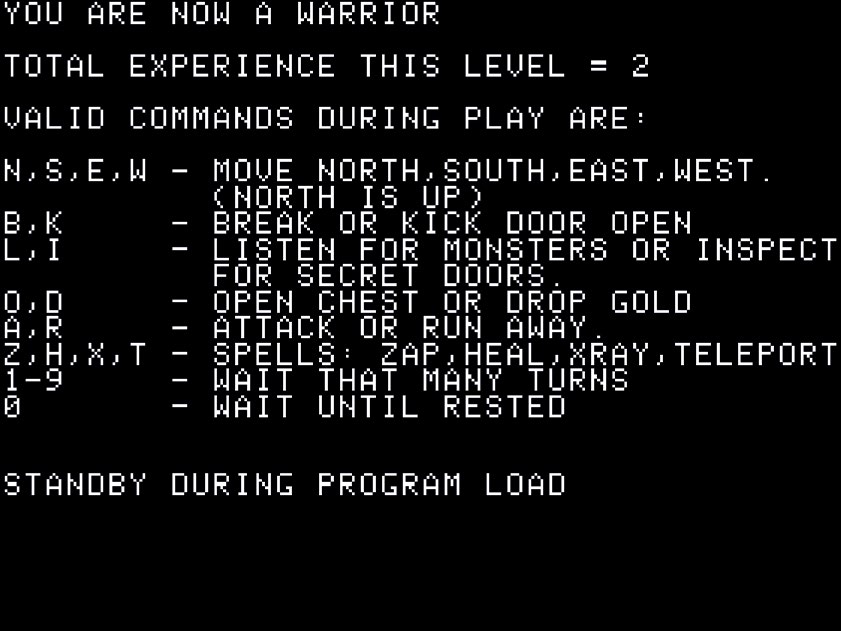 YOU ARE NOW A WARRIOR
TOTAL EXPERIENCE THIS LEVEL = 2
VALID COMMANDS DURING PLAY ARE:
N,S,E,W - MOVE NORTH,SOUTH,EAST,WEST.
(NORTH IS UP)
B,K - BREAK OR KICK DOOR OPEN
L,I - LISTEN FOR MONSTERS OR INSPECT
FOR SECRET DOORS.
O,D - OPEN CHEST OR DROP GOLD
A,R - ATTACK OR RUN AWAY.
Z,H,X,T - SPELLS: ZAP,HEAL,XRAY,TELEPORT
1-9 - WAIT THAT MANY TURNS
0 - WAIT UNTIL RESTED
STANDBY DURING PROGRAM LOAD